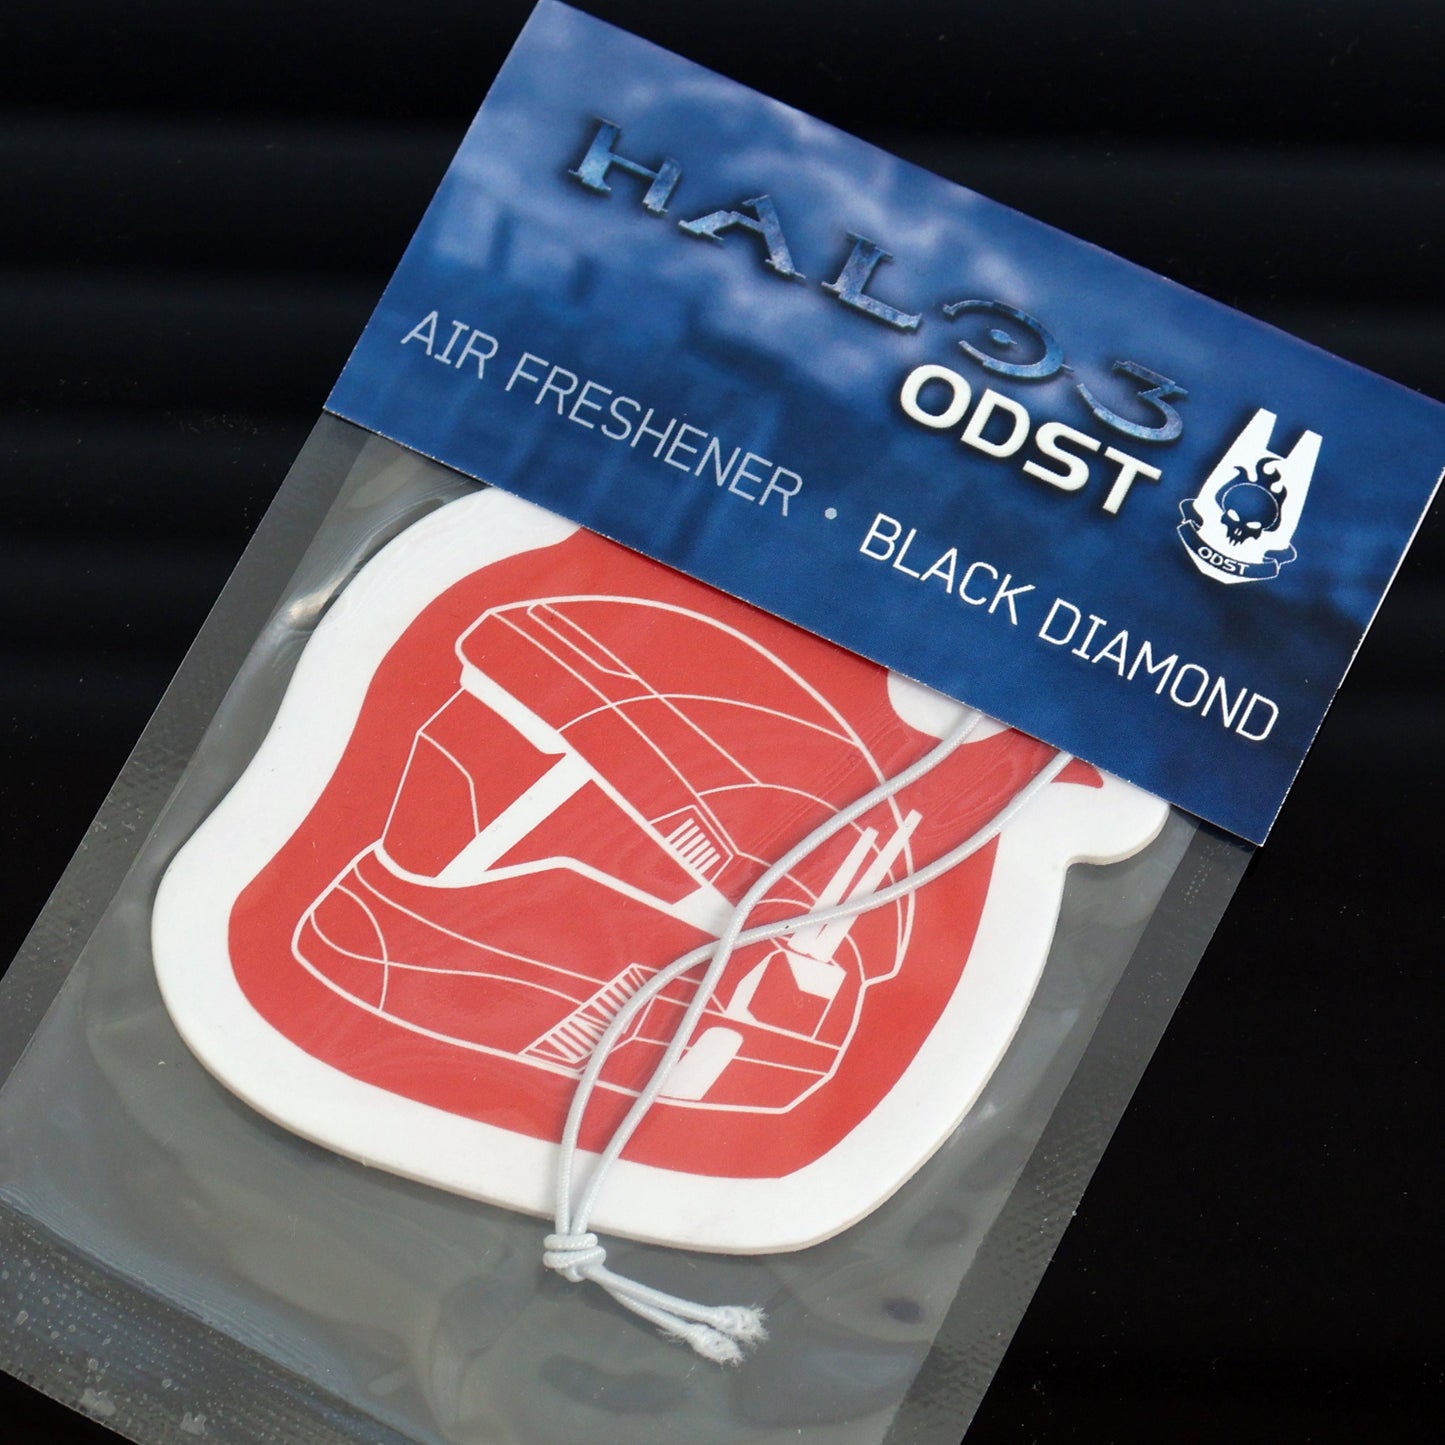 HALO 3
ODST
AIR FRESHENER • BLACK DIAMOND
ODST